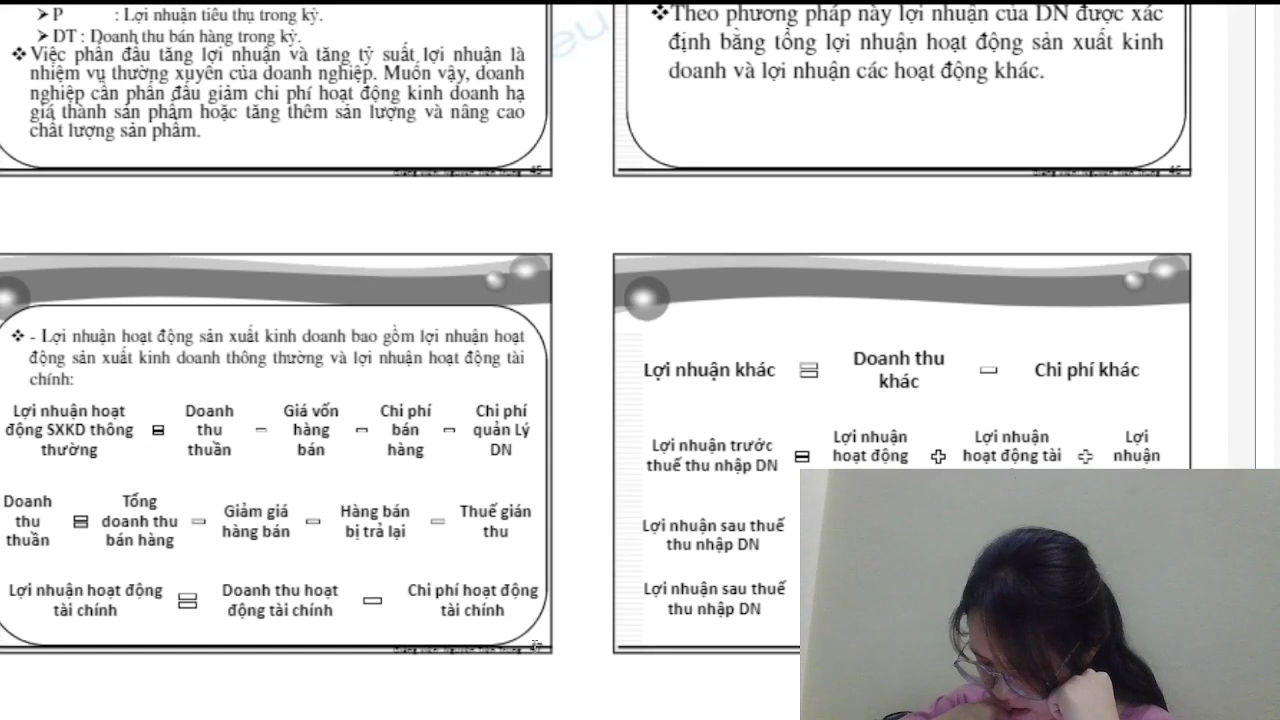 ➤ P : Lợi nhuận tiêu thụ trong kỳ.
➤ DT : Doanh thu bán hàng trong kỳ.
❖ Việc phấn đấu tăng lợi nhuận và tăng tỷ suất lợi nhuận là
nhiệm vụ thường xuyên của doanh nghiệp. Muốn vậy, doanh
nghiệp cần phấn đấu giảm chi phí hoạt động kinh doanh hạ
giá thành sản phẩm hoặc tăng thêm sản lượng và nâng cao
chất lượng sản phẩm.
❖Theo phương pháp này lợi nhuận của DN được xác
định bằng tổng lợi nhuận hoạt động sản xuất kinh
doanh và lợi nhuận các hoạt động khác.
❖ - Lợi nhuận hoạt động sản xuất kinh doanh bao gồm lợi nhuận hoạt
động sản xuất kinh doanh thông thường và lợi nhuận hoạt động tài
chính:
Lợi nhuận hoạt Doanh Giá vốn Chi phí Chi phí
động SXKD thông = thu - hàng - bán - quản Lý
thường thuần bán hàng DN
Doanh Tổng Giảm giá Hàng bán Thuế gián
thu = doanh thu - hàng bán - bị trả lại - thu
thuần bán hàng
Lợi nhuận hoạt động = Doanh thu hoạt - Chi phí hoạt động
tài chính động tài chính tài chính
Lợi nhuận khác = Doanh thu - Chi phí khác
khác
Lợi nhuận trước Lợi nhuận Lợi nhuận Lợi
thuế thu nhập DN = hoạt động + hoạt động tài + nhuận
Lợi nhuận sau thuế
thu nhập DN
Lợi nhuận sau thuế
thu nhập DN